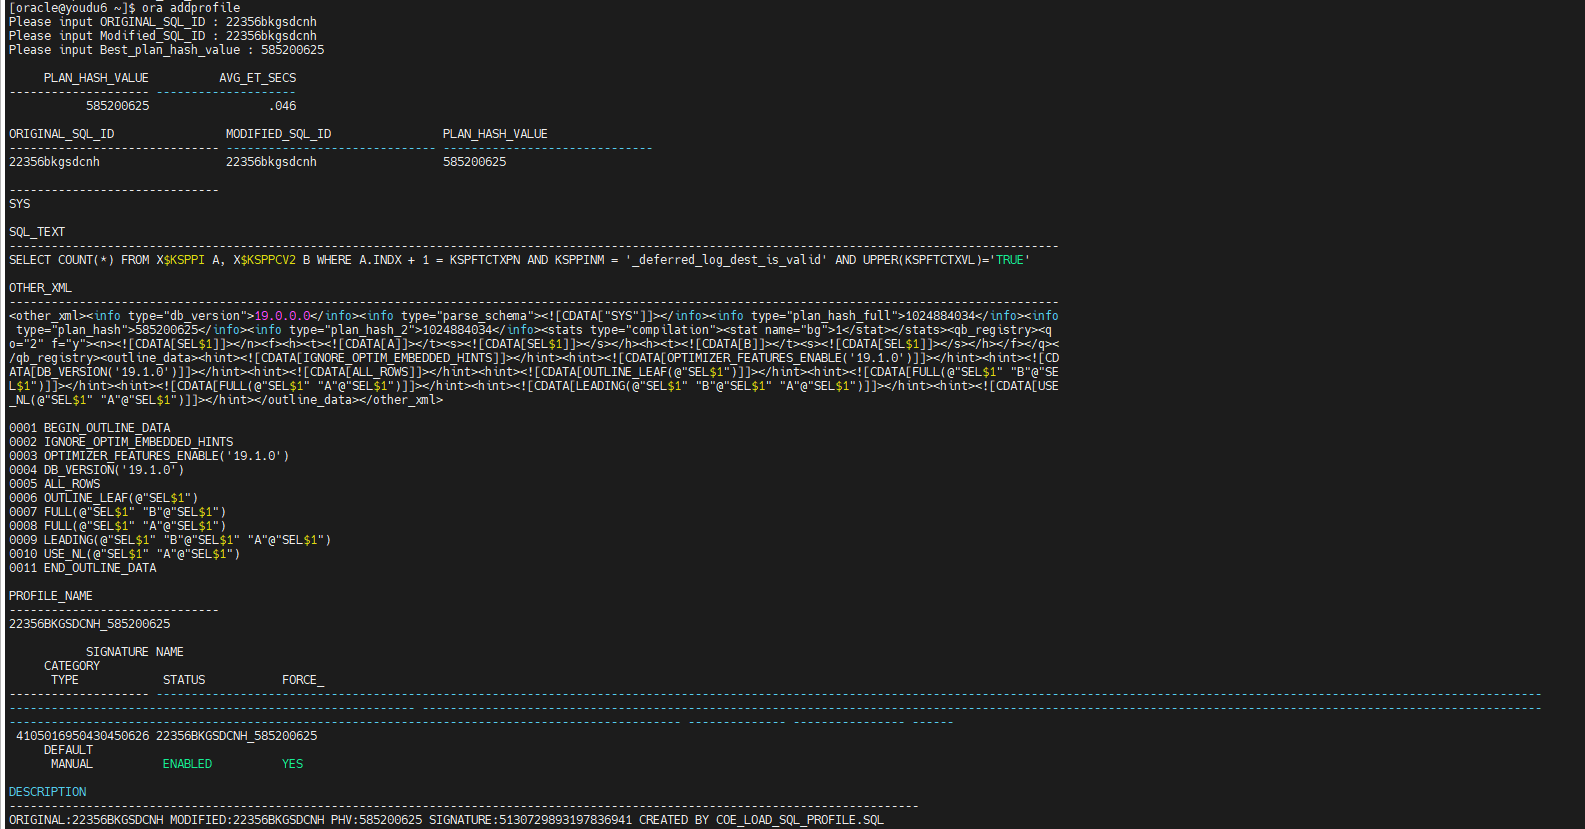 [oracle@youdu6 ~]$ ora addprofile
Please input ORIGINAL_SQL_ID : 22356bkgsdcnh
Please input Modified_SQL_ID : 22356bkgsdcnh
Please input Best_plan_hash_value : 585200625
PLAN_HASH_VALUE AVG_ET_SECS
-------------------- --------------------
585200625 .046
ORIGINAL_SQL_ID MODIFIED_SQL_ID PLAN_HASH_VALUE
------------------------------ ------------------------------ ------------------------------
22356bkgsdcnh 22356bkgsdcnh 585200625
------------------------------
SYS
SQL_TEXT
------------------------------------------------------------------------------------------------------------------------------------------------------
SELECT COUNT(*) FROM X$KSPPI A, X$KSPPCV2 B WHERE A.INDX + 1 = KSPFTCTXPN AND KSPPINM = '_deferred_log_dest_is_valid' AND UPPER(KSPFTCTXVL)='TRUE'
OTHER_XML
------------------------------------------------------------------------------------------------------------------------------------------------------
<other_xml><info type="db_version">19.0.0.0</info><info type="parse_schema"><![CDATA["SYS"]]></info><info type="plan_hash_full">1024884034</info><info
type="plan_hash">585200625</info><info type="plan_hash_2">1024884034</info><stats type="compilation"><stat name="bg">1</stat></stats><qb_registry><q
o="2" f="y"><n><![CDATA[SEL$1]]></n><f><h><t><![CDATA[A]]></t><s><![CDATA[SEL$1]]></s></h><h><t><![CDATA[B]]></t><s><![CDATA[SEL$1]]></s></h></f></q><
/qb_registry><outline_data><hint><![CDATA[IGNORE_OPTIM_EMBEDDED_HINTS]]></hint><hint><![CDATA[OPTIMIZER_FEATURES_ENABLE('19.1.0')]]></hint><hint><![CD
ATA[DB_VERSION('19.1.0')]]></hint><hint><![CDATA[ALL_ROWS]]></hint><hint><![CDATA[OUTLINE_LEAF(@"SEL$1")]]></hint><hint><![CDATA[FULL(@"SEL$1" "B"@"SE
L$1")]]></hint><hint><![CDATA[FULL(@"SEL$1" "A"@"SEL$1")]]></hint><hint><![CDATA[LEADING(@"SEL$1" "B"@"SEL$1" "A"@"SEL$1")]]></hint><hint><![CDATA[USE
_NL(@"SEL$1" "A"@"SEL$1")]]></hint></outline_data></other_xml>
0001 BEGIN_OUTLINE_DATA
0002 IGNORE_OPTIM_EMBEDDED_HINTS
0003 OPTIMIZER_FEATURES_ENABLE('19.1.0')
0004 DB_VERSION('19.1.0')
0005 ALL_ROWS
0006 OUTLINE_LEAF(@"SEL$1")
0007 FULL(@"SEL$1" "B"@"SEL$1")
0008 FULL(@"SEL$1" "A"@"SEL$1")
0009 LEADING(@"SEL$1" "B"@"SEL$1" "A"@"SEL$1")
0010 USE_NL(@"SEL$1" "A"@"SEL$1")
0011 END_OUTLINE_DATA
PROFILE_NAME
------------------------------
22356BKGSDCNH_585200625
SIGNATURE NAME
CATEGORY
TYPE STATUS FORCE_
4105016950430450626 22356BKGSDCNH_585200625
DEFAULT
MANUAL ENABLED YES
DESCRIPTION
----------------------------------------------------------------------------------------------------------------------------------
ORIGINAL:22356BKGSDCNH MODIFIED:22356BKGSDCNH PHV:585200625 SIGNATURE:5130729893197836941 CREATED BY COE_LOAD_SQL_PROFILE.SQL